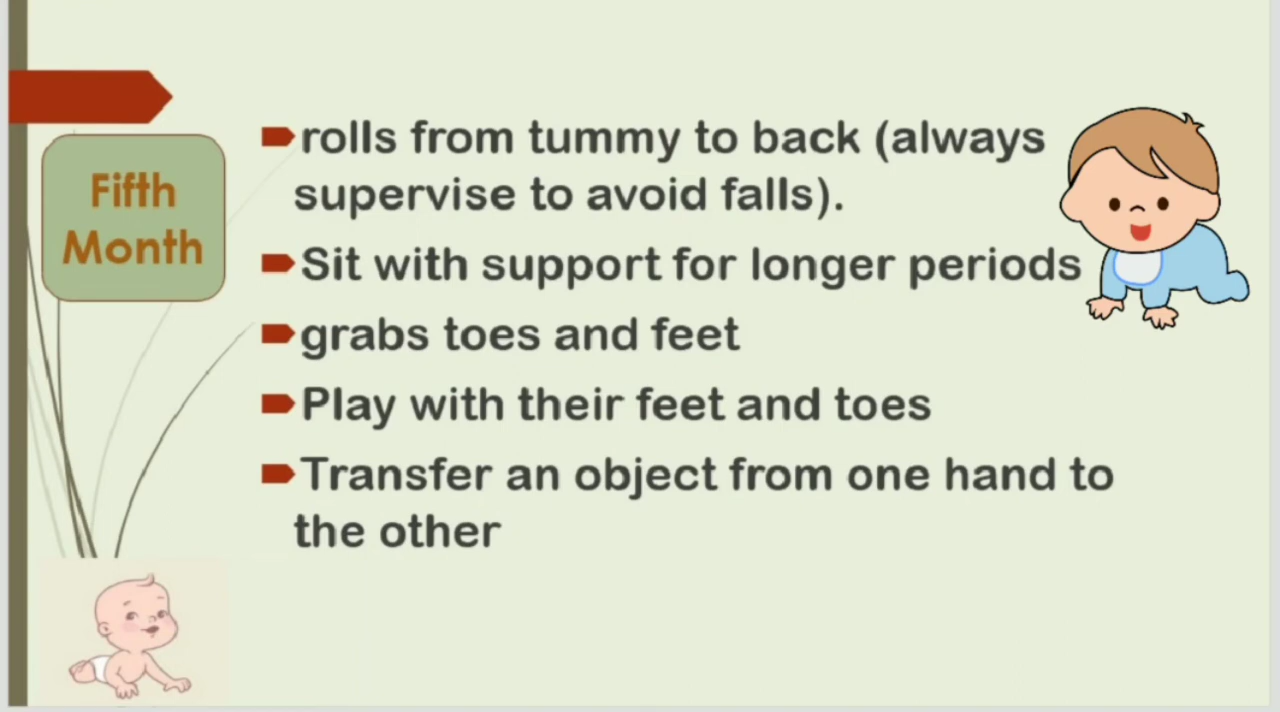 Fifth
Month
rolls from tummy to back (always
supervise to avoid falls).
Sit with support for longer periods
grabs toes and feet
Play with their feet and toes
Transfer an object from one hand to
the other